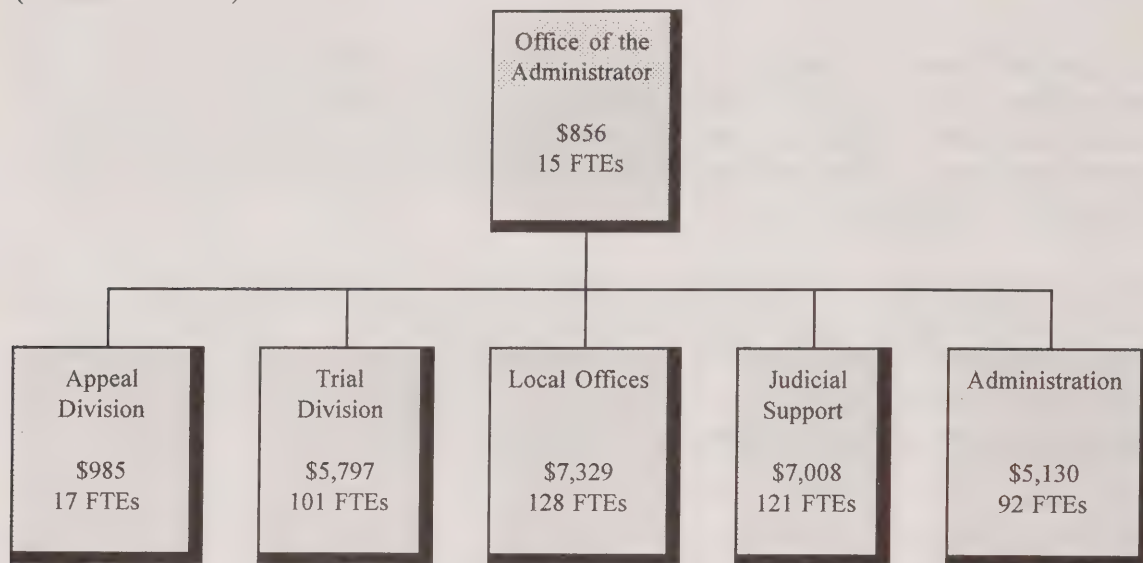 Office of the
Administrator
$856
15 FTEs
Appeal
Division
$985
17 FTEs
Trial
Division
$5,797
101 FTEs
Local Offices
$7,329
128 FTEs
Judicial
Support
$7,008
121 FTEs
Administration
$5,130
92 FTEs